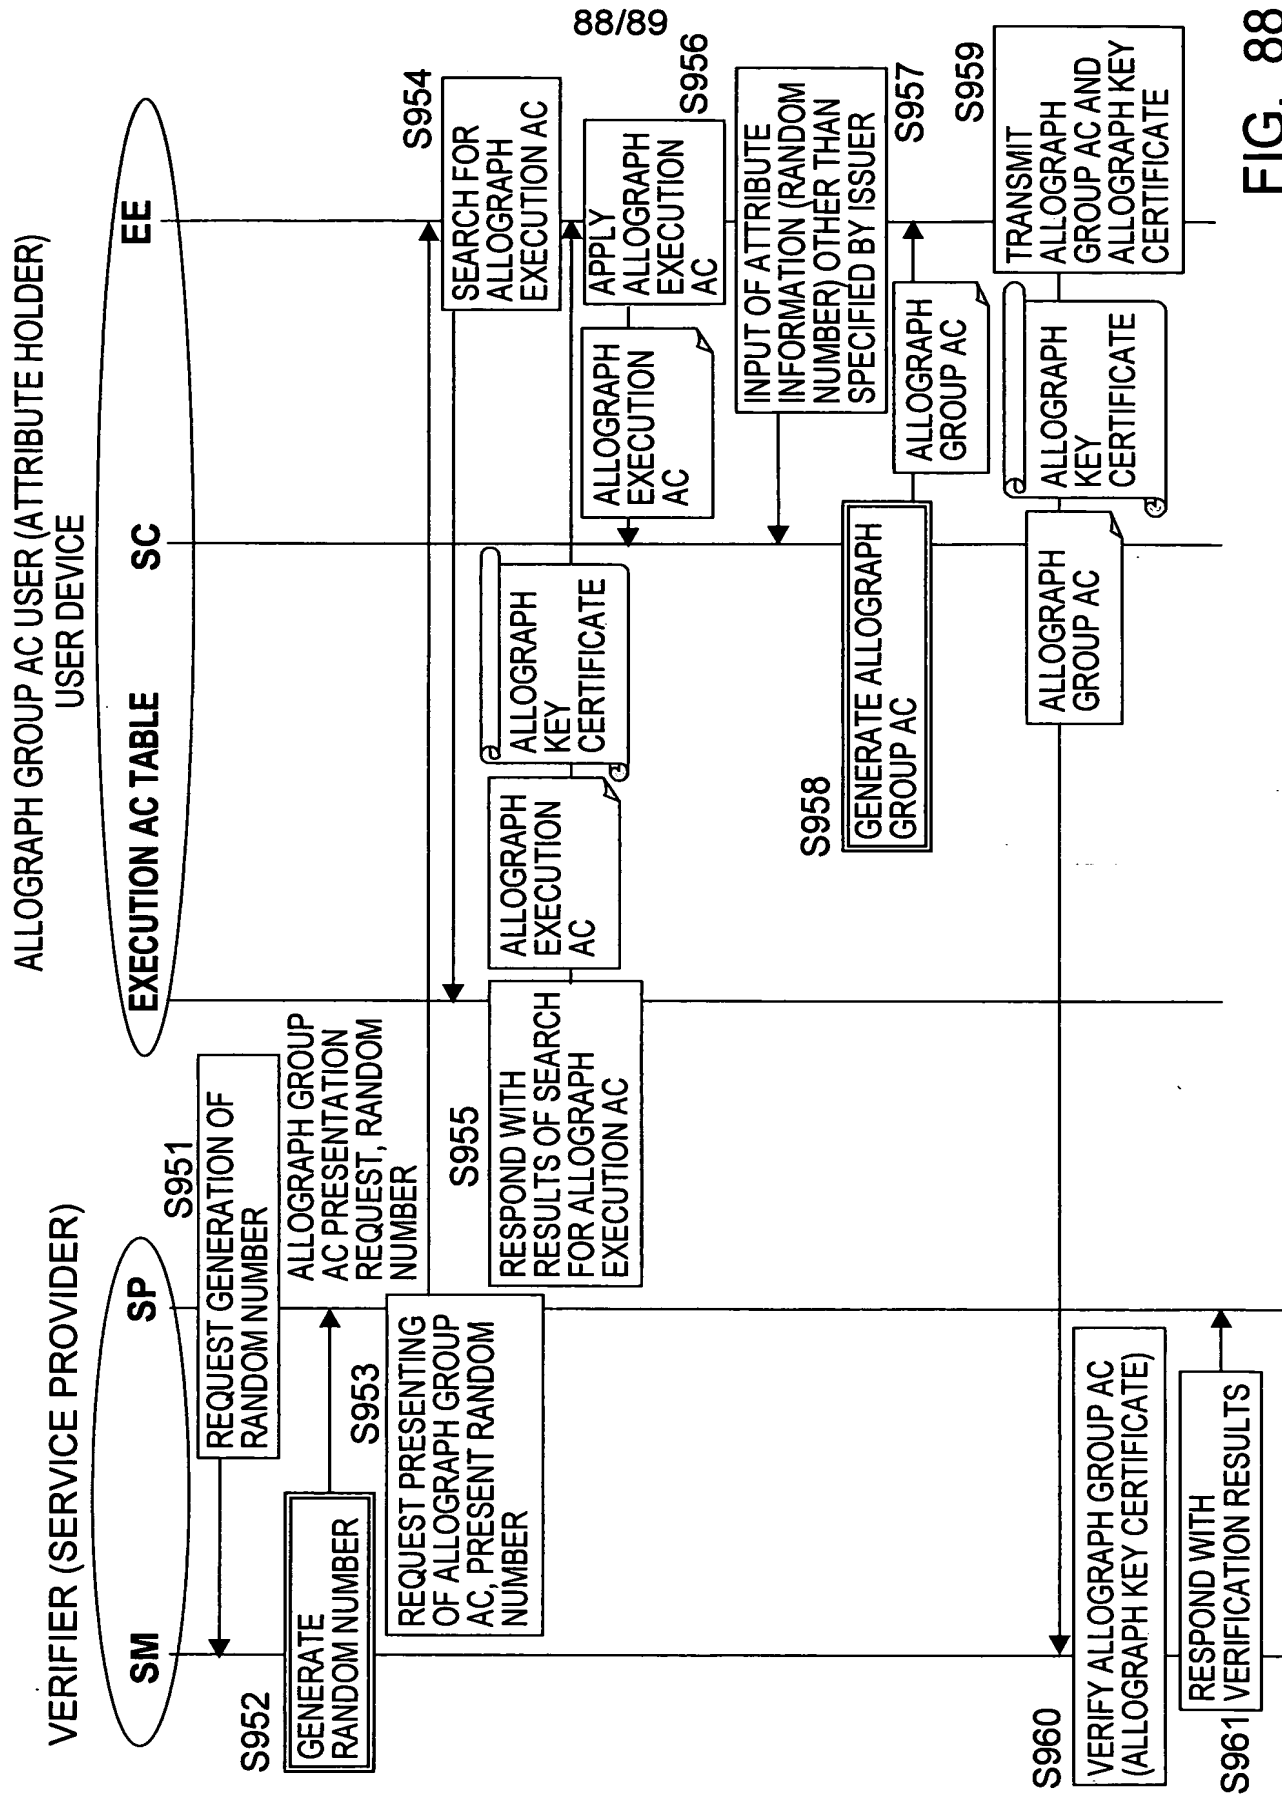 88/89
ALLOGRAPH GROUP AC USER (ATTRIBUTE HOLDER)
USER DEVICE
VERIFIER (SERVICE PROVIDER)
SM
SP
EXECUTION AC TABLE
SC
EE
S951
REQUEST GENERATION OF
RANDOM NUMBER
S952
GENERATE
RANDOM NUMBER
ALLOGRAPH GROUP
AC PRESENTATION
REQUEST, RANDOM
NUMBER
S953
REQUEST PRESENTING
OF ALLOGRAPH GROUP
AC, PRESENT RANDOM
NUMBER
S954
SEARCH FOR
ALLOGRAPH
EXECUTION AC
S955
RESPOND WITH
RESULTS OF SEARCH
FOR ALLOGRAPH
EXECUTION AC
ALLOGRAPH
EXECUTION
AC
ALLOGRAPH
KEY
CERTIFICATE
S956
APPLY
ALLOGRAPH
EXECUTION
AC
ALLOGRAPH
EXECUTION
AC
S957
INPUT OF ATTRIBUTE
INFORMATION (RANDOM
NUMBER) OTHER THAN
SPECIFIED BY ISSUER
S958
GENERATE ALLOGRAPH
GROUP AC
ALLOGRAPH
GROUP AC
S959
TRANSMIT
ALLOGRAPH
GROUP AC AND
ALLOGRAPH KEY
CERTIFICATE
ALLOGRAPH
KEY
CERTIFICATE
ALLOGRAPH
GROUP AC
S960
VERIFY ALLOGRAPH GROUP AC
(ALLOGRAPH KEY CERTIFICATE)
S961
RESPOND WITH
VERIFICATION RESULTS
FIG. 88